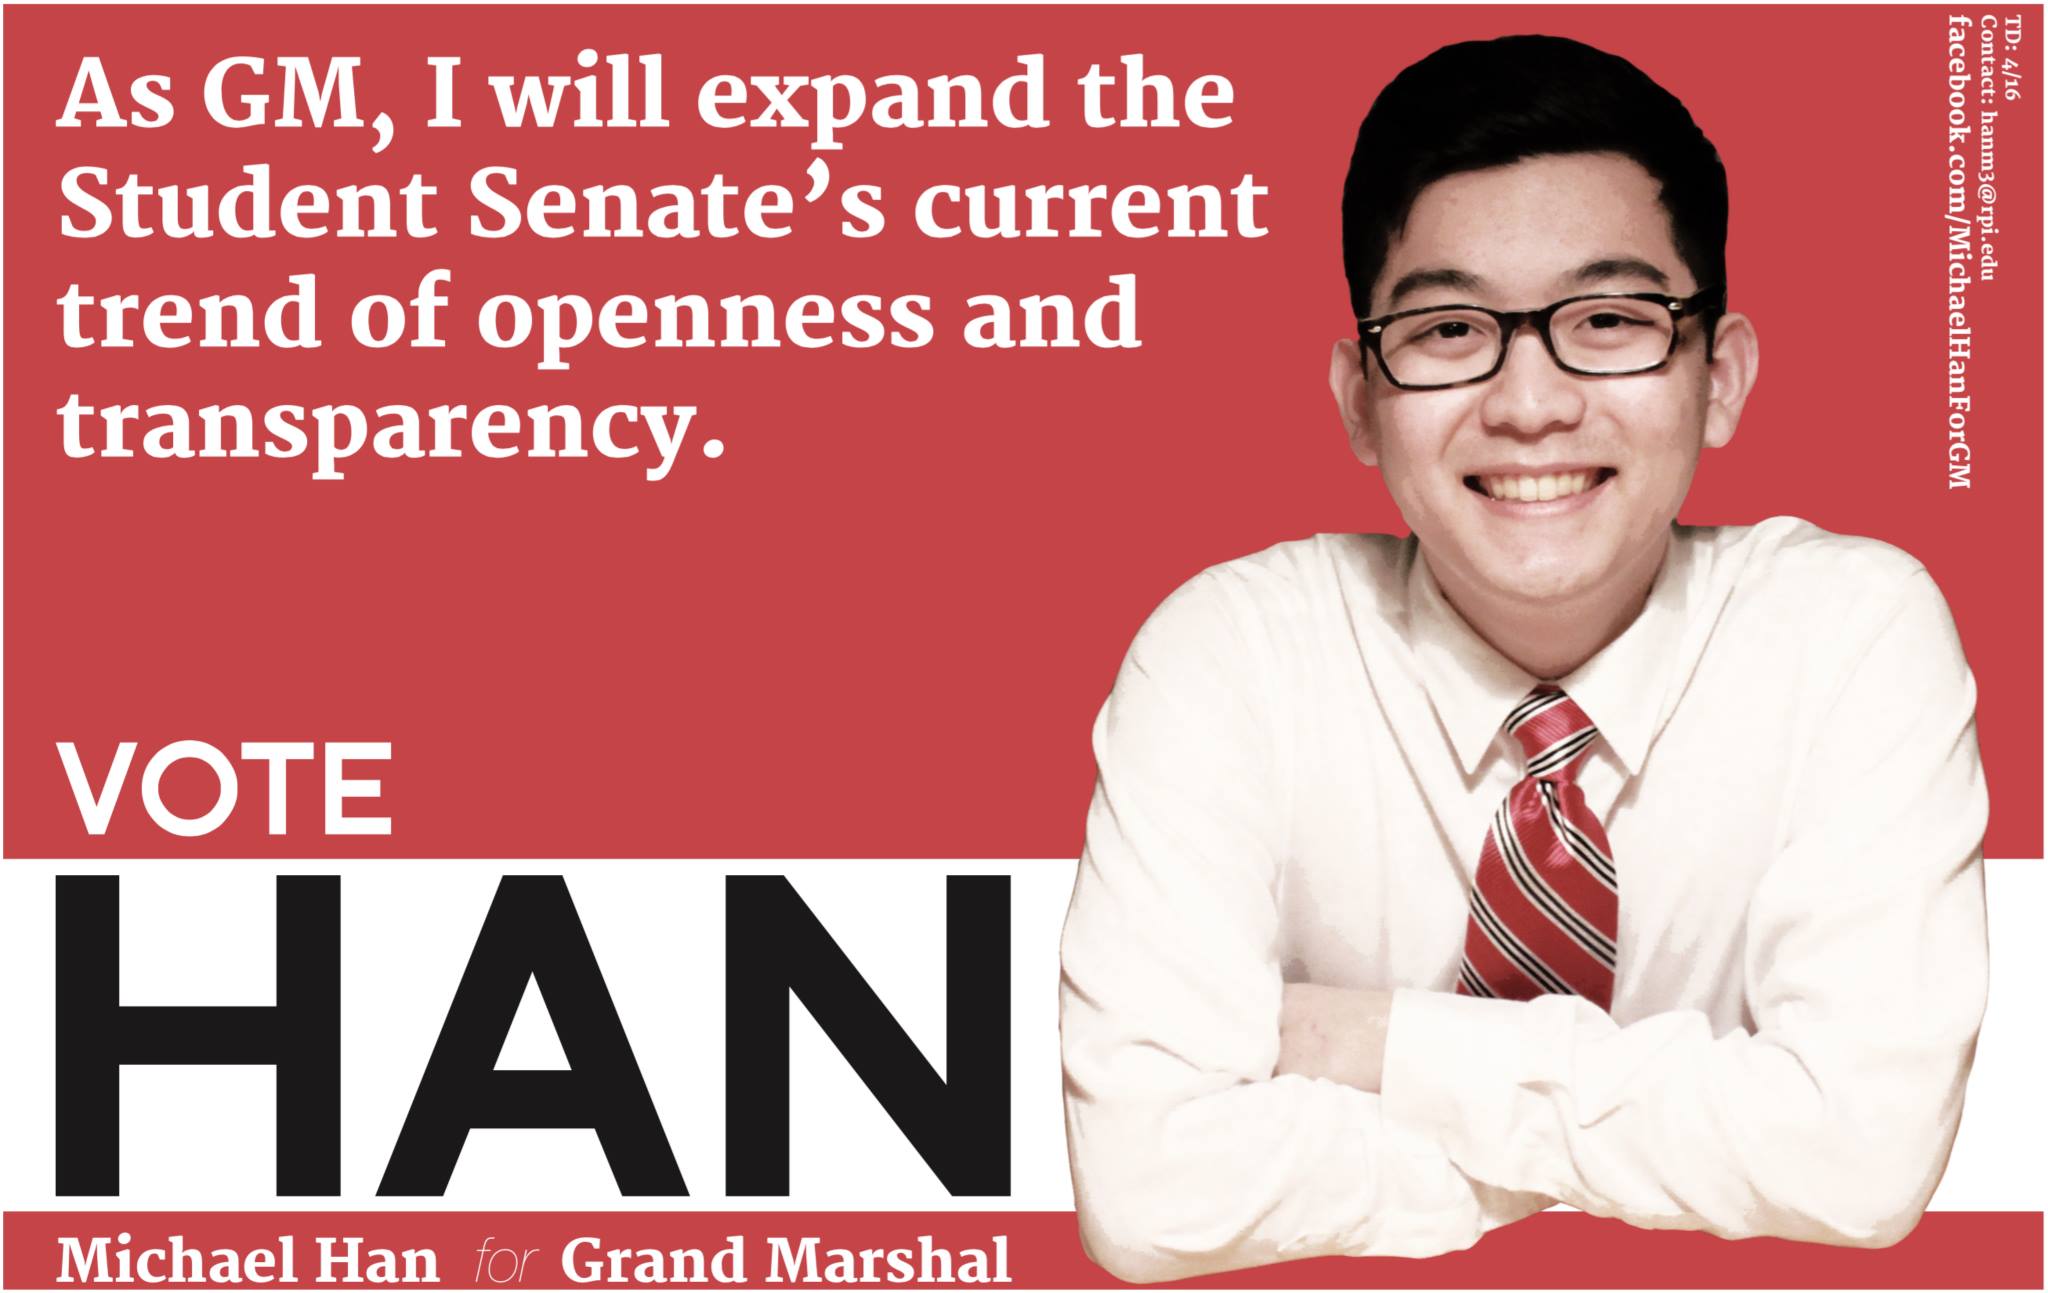 As GM, I will expand the
Student Senate’s current
trend of openness and
transparency.
VOTE
HAN
Michael Han for Grand Marshal
TD: 4/16
Contact: hanm3@rpi.edu
facebook.com/MichaelHanForGM